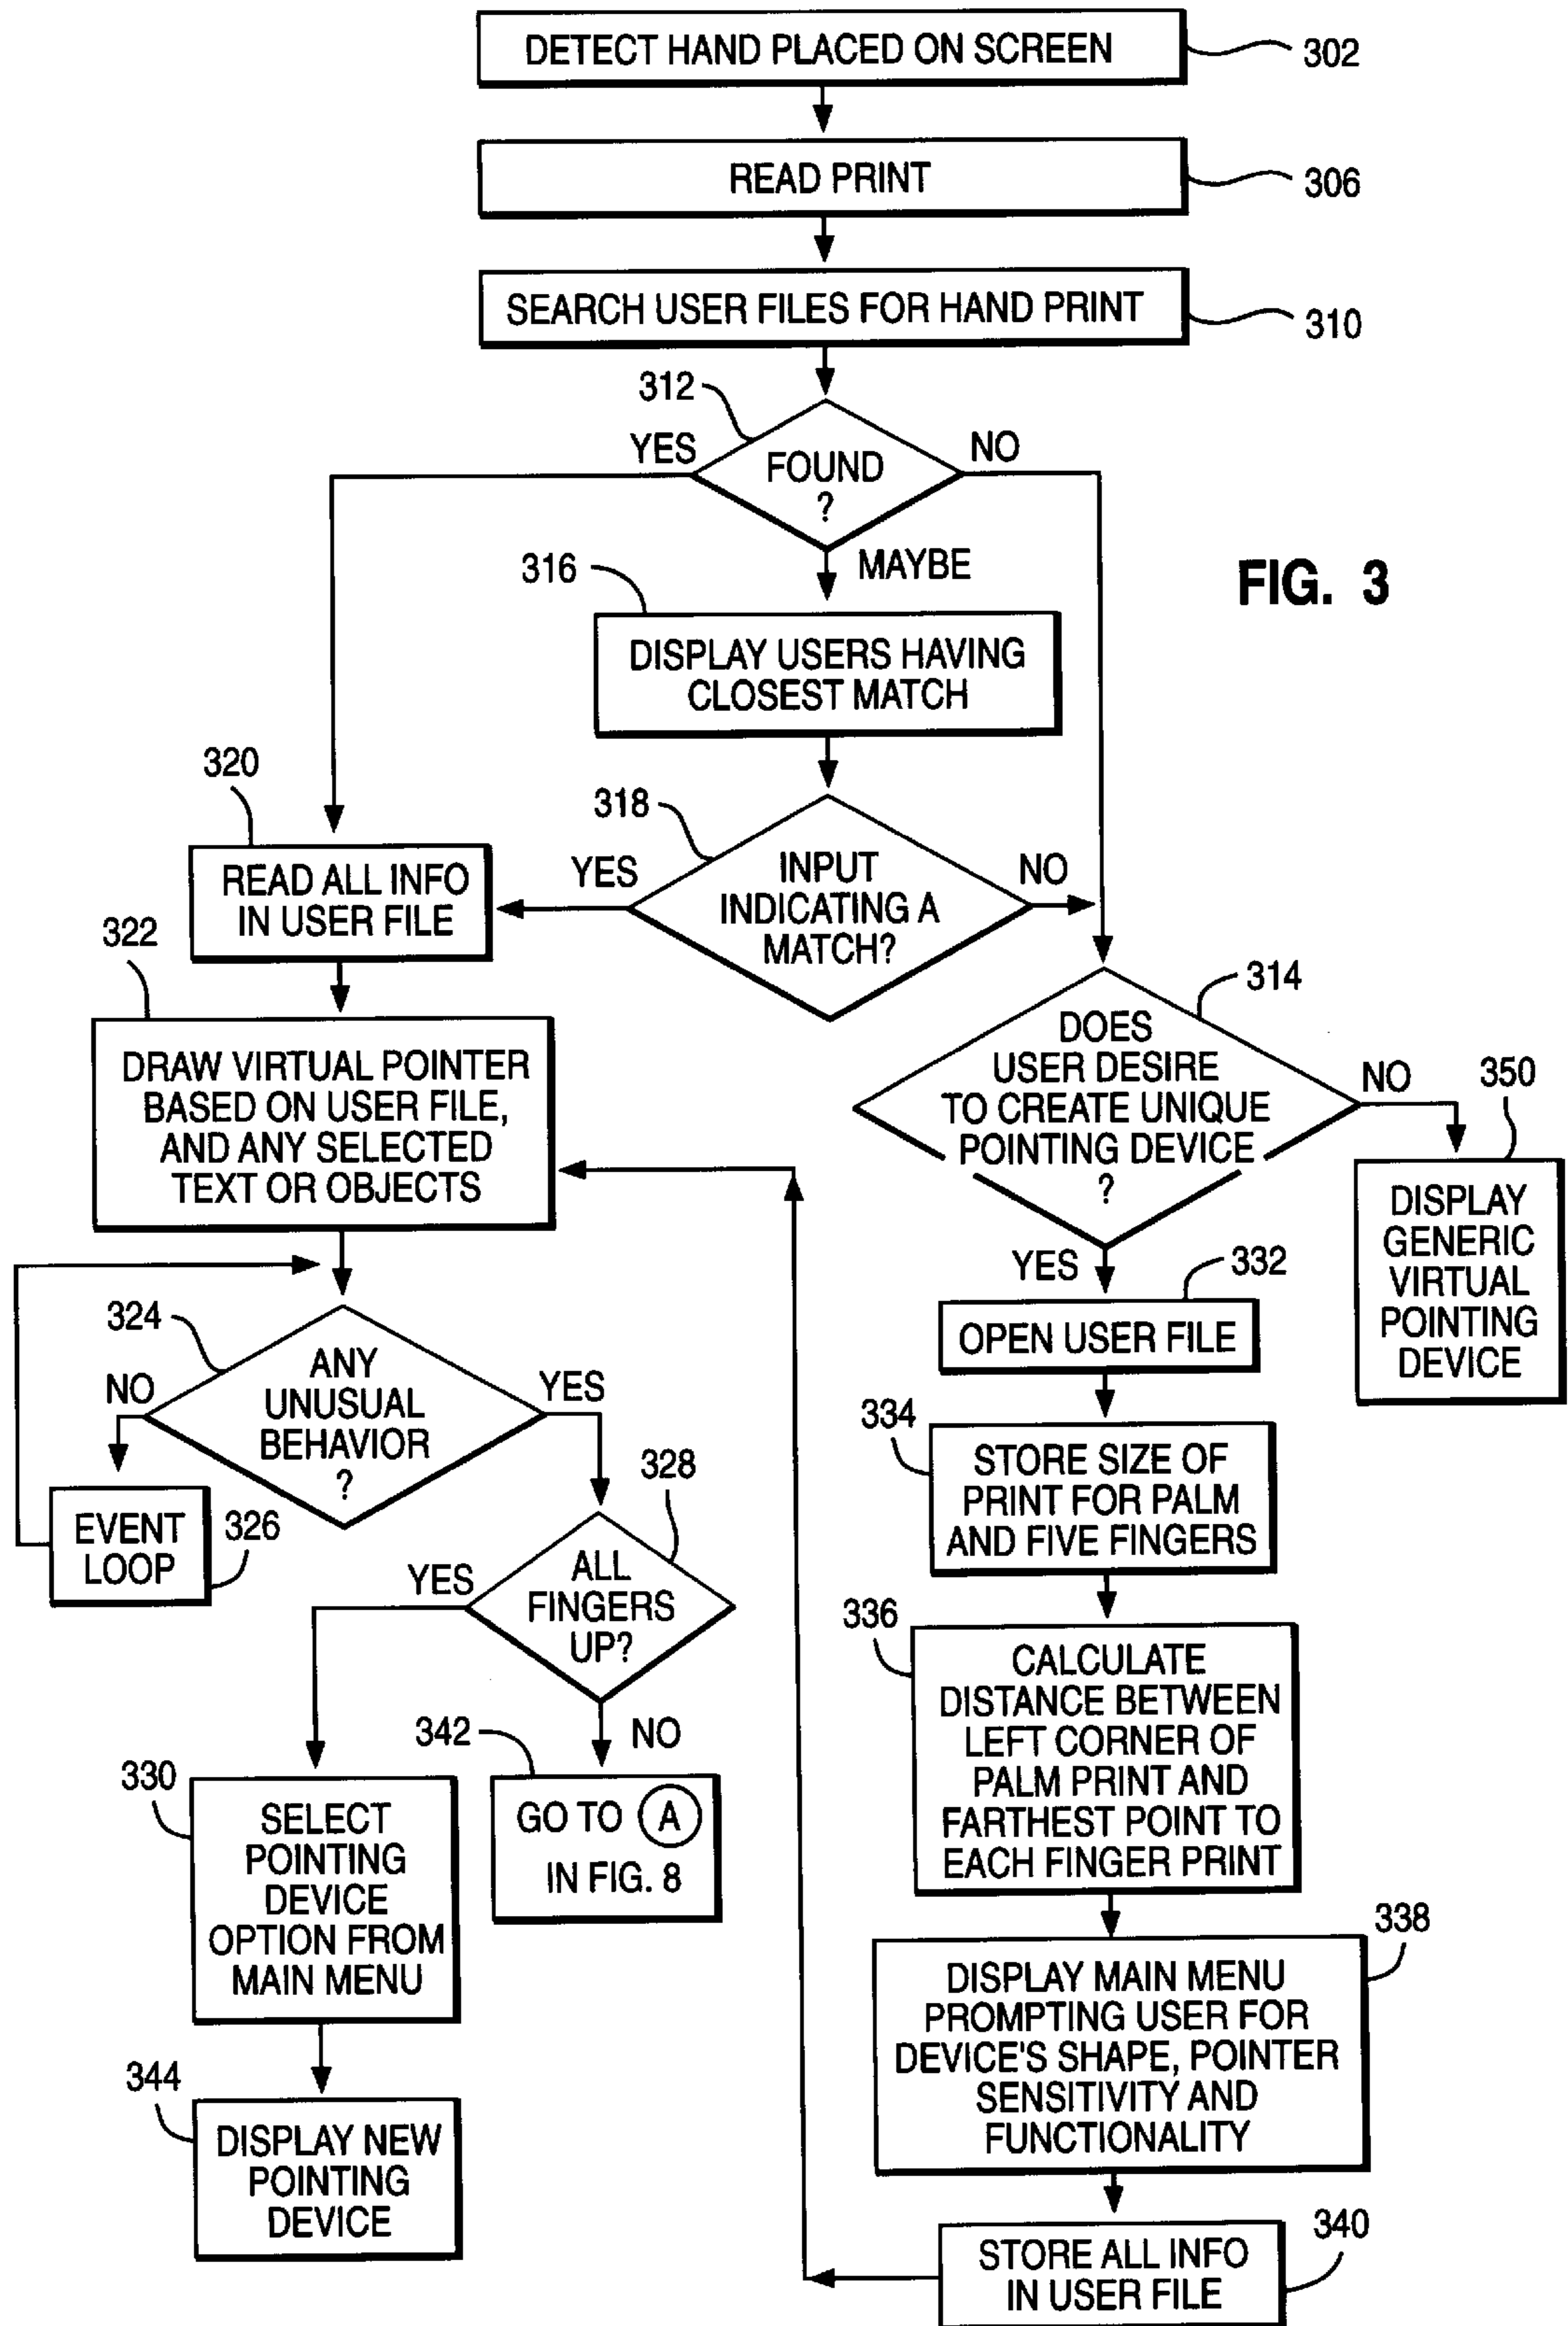 DETECT HAND PLACED ON SCREEN
302
READ PRINT
306
SEARCH USER FILES FOR HAND PRINT
310
312
YES
NO
FOUND
?
MAYBE
FIG. 3
316
DISPLAY USERS HAVING
CLOSEST MATCH
320
318
READ ALL INFO
IN USER FILE
YES
INPUT
INDICATING A
MATCH?
NO
322
314
DRAW VIRTUAL POINTER
BASED ON USER FILE,
AND ANY SELECTED
TEXT OR OBJECTS
DOES
USER DESIRE
TO CREATE UNIQUE
POINTING DEVICE
?
NO
350
DISPLAY
GENERIC
VIRTUAL
POINTING
DEVICE
YES
332
OPEN USER FILE
324
NO
ANY
UNUSUAL
BEHAVIOR
?
YES
334
STORE SIZE OF
PRINT FOR PALM
AND FIVE FINGERS
EVENT
LOOP
326
328
YES
ALL
FINGERS
UP?
NO
336
CALCULATE
DISTANCE BETWEEN
LEFT CORNER OF
PALM PRINT AND
FARTHEST POINT TO
EACH FINGER PRINT
330
SELECT
POINTING
DEVICE
OPTION FROM
MAIN MENU
342
GO TO A
IN FIG. 8
338
DISPLAY MAIN MENU
PROMPTING USER FOR
DEVICE'S SHAPE, POINTER
SENSITIVITY AND
FUNCTIONALITY
344
DISPLAY NEW
POINTING
DEVICE
340
STORE ALL INFO
IN USER FILE